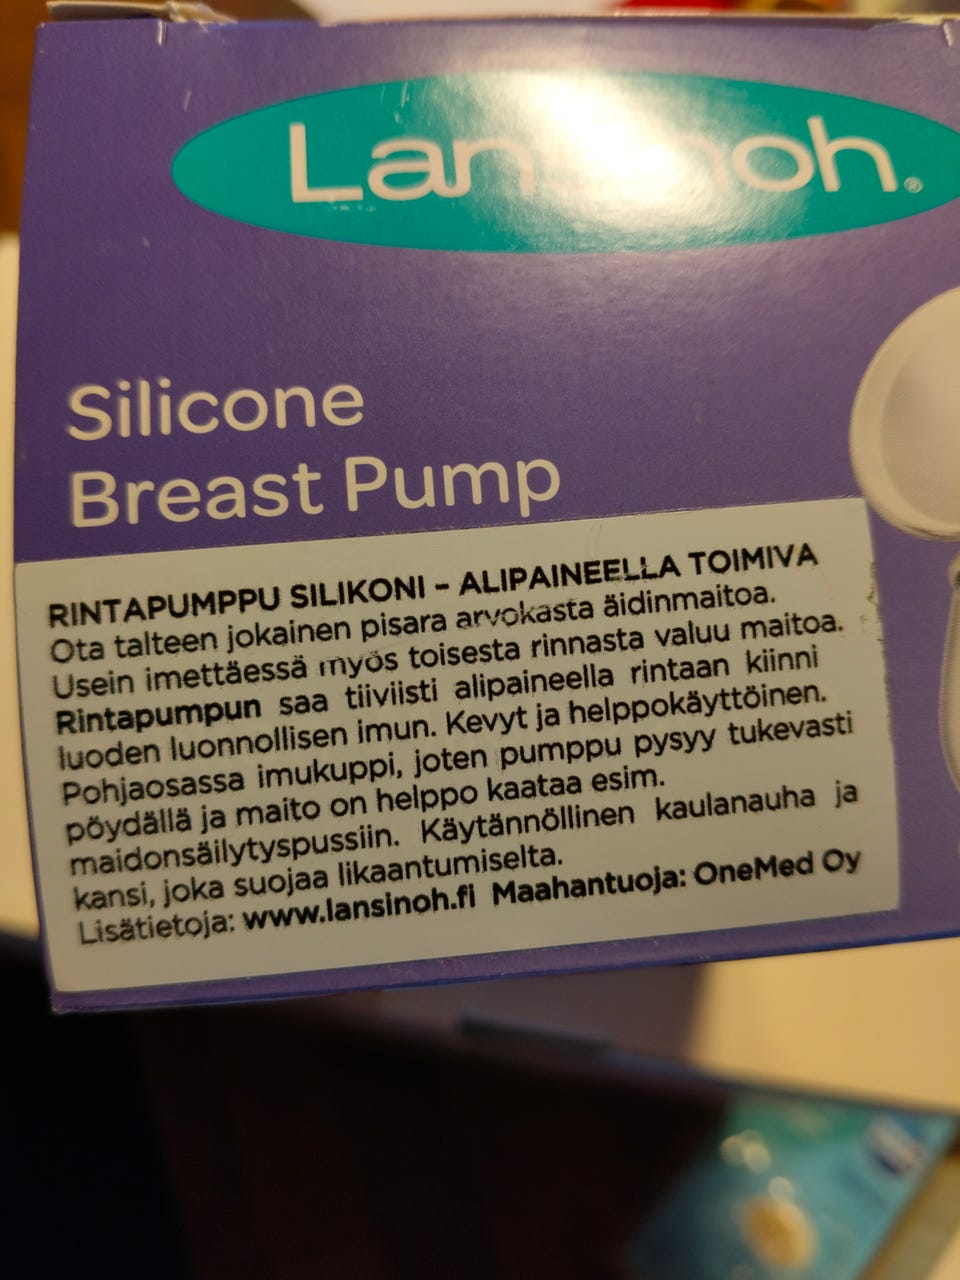 Lansinoh®
Silicone
Breast Pump
RINTAPUMPPU SILIKONI – ALIPAINEELLA TOIMIVA
Ota talteen jokainen pisara arvokasta äidinmaitoa.
Usein imettäessä myös toisesta rinnasta valuu maitoa.
Rintapumpun saa tiiviisti alipaineella rintaan kiinni
luoden luonnollisen imun. Kevyt ja helppokäyttöinen.
Pohjaosassa imukuppi, joten pumppu pysyy tukevasti
pöydällä ja maito on helppo kaataa esim.
maidonsäilytyspussiin. Käytännöllinen kaulanauha ja
kansi, joka suojaa likaantumiselta.
Lisätietoja: www.lansinoh.fi Maahantuoja: OneMed Oy